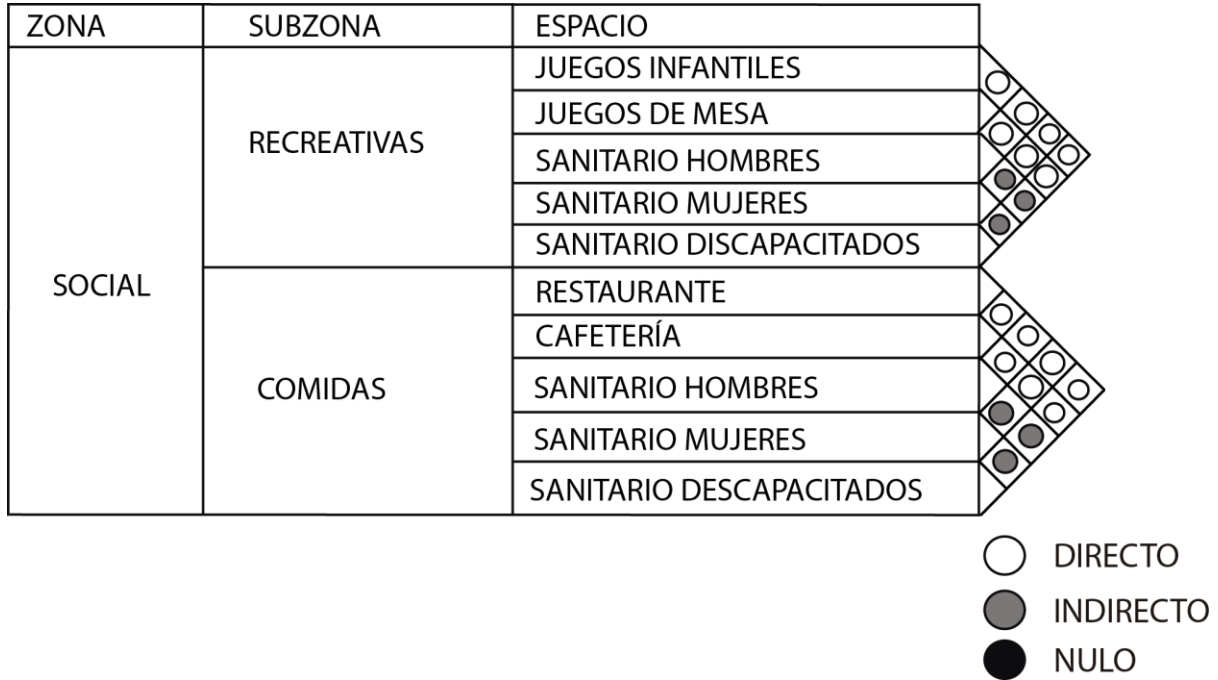 ZONA SUBZONA ESPACIO
SOCIAL
RECREATIVAS
JUEGOS INFANTILES
JUEGOS DE MESA
SANITARIO HOMBRES
SANITARIO MUJERES
SANITARIO DISCAPACITADOS
COMIDAS
RESTAURANTE
CAFETERÍA
SANITARIO HOMBRES
SANITARIO MUJERES
SANITARIO DESCAPACITADOS
DIRECTO
INDIRECTO
NULO